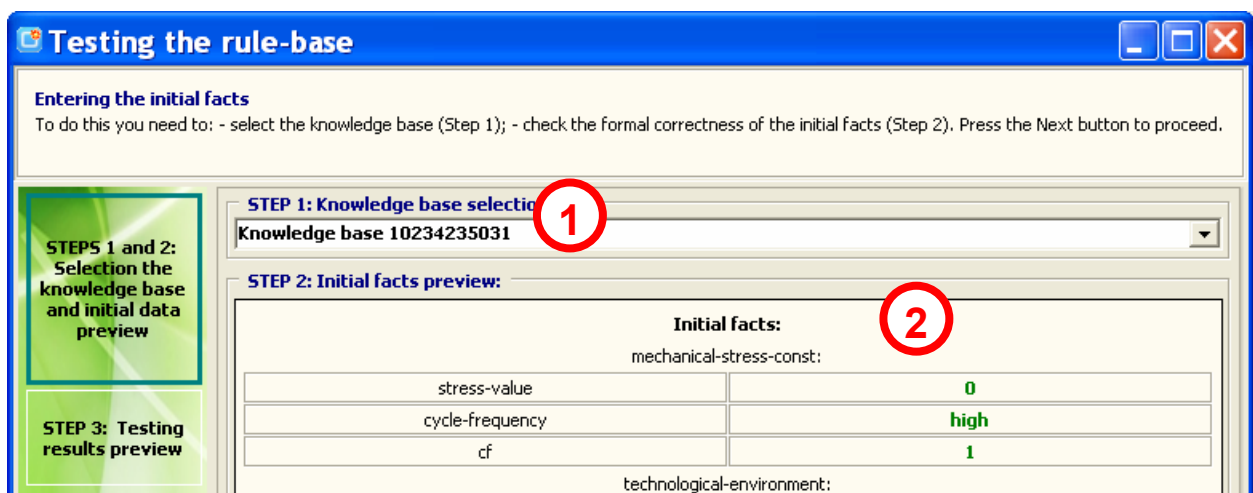 Testing the rule-base
Entering the initial facts
To do this you need to: - select the knowledge base (Step 1); - check the formal correctness of the initial facts (Step 2). Press the Next button to proceed.
STEPS 1 and 2:
Selection the
knowledge base
and initial data
preview
STEP 3: Testing
results preview
STEP 1: Knowledge base selectio
1
Knowledge base 10234235031
STEP 2: Initial facts preview:
2
Initial facts:
mechanical-stress-const:
stress-value 0
cycle-frequency high
cf 1
technological-environment: